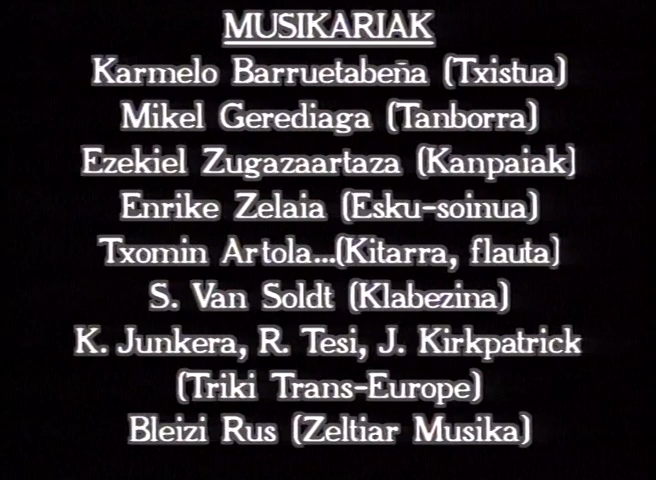 MUSIKARIAK
Karmelo Barruetabeña (Txistua)
Mikel Gerediaga (Tanborra)
Ezekiel Zugazaartaza (Kanpaiak)
Enrike Zelaia (Esku-soinua)
Txomin Artola...(Kitarra, flauta)
S. Van Soldt (Klabezina)
K. Junkera, R. Tesi, J. Kirkpatrick
(Triki Trans-Europe)
Bleizi Rus (Zeltiar Musika)